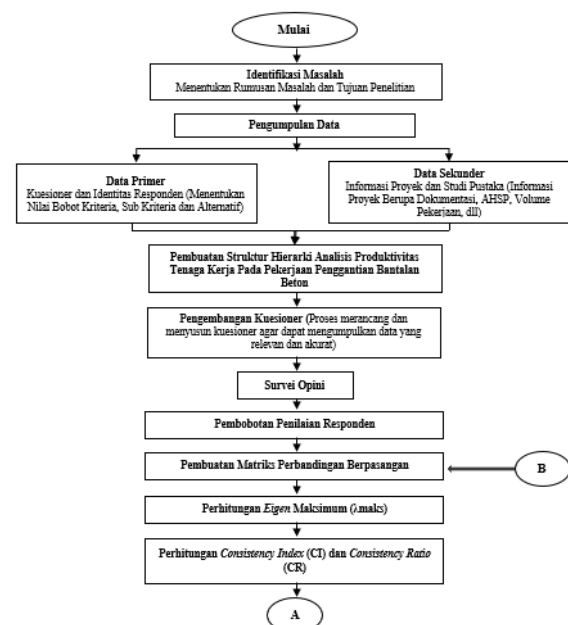 Mulai
Identifikasi Masalah
Menentukan Rumusan Masalah dan Tujuan Penelitian
Pengumpulan Data
Data Primer
Kuesioner dan Identitas Responden (Menentukan
Nilai Bobot Kriteria, Sub Kriteria dan Alternatif)
Data Sekunder
Informasi Proyek dan Studi Pustaka (Informasi
Proyek Berupa Dokumentasi, AHSP, Volume
Pekerjaan, dll)
Pembuatan Struktur Hierarki Analisis Produktivitas
Tenaga Kerja Pada Pekerjaan Penggantian Bantalan
Beton
Pengembangan Kuesioner (Proses merancang dan
menyusun kuesioner agar dapat mengumpulkan data yang
relevan dan akurat)
Survei Opini
Pembobotan Penilaian Responden
Pembuatan Matriks Perbandingan Berpasangan
B
Perhitungan Eigen Maksimum (λmaks)
Perhitungan Consistency Index (CI) dan Consistency Ratio
(CR)
A